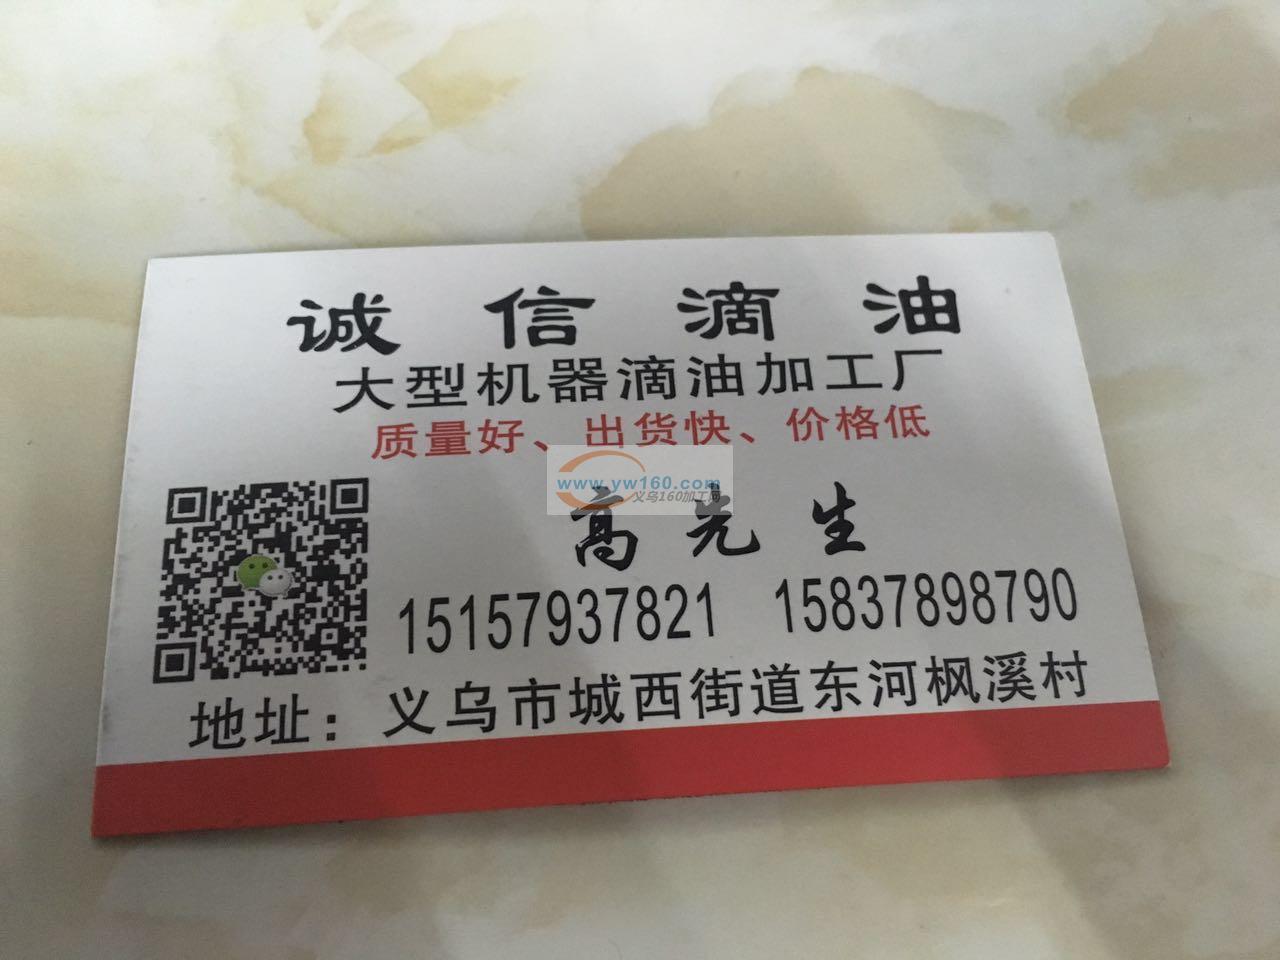 诚信滴油
大型机器滴油加工厂
质量好、出货快、价格低
www.yw160.com
义乌160加工网
高先生
15157937821 15837898790
地址：义乌市城西街道东河枫溪村